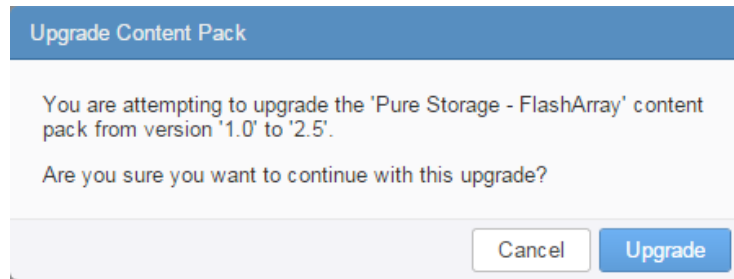 Upgrade Content Pack
You are attempting to upgrade the 'Pure Storage - FlashArray' content
pack from version '1.0' to '2.5'.
Are you sure you want to continue with this upgrade?
Cancel
Upgrade